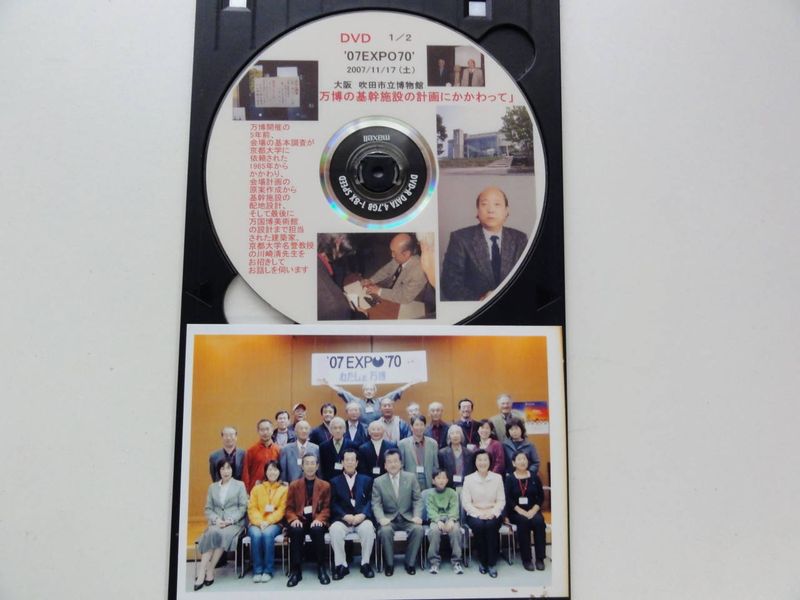 DVD 1/2
'07EXPO70'
2007/11/17(土)
大阪 吹田市立博物館
万博の基幹施設の計画にかかわって」
万博開催の
5年前、
会場の基本調査が
京都大学に
依頼された
1965年から
かかわり、
会場計画の
原案作成から
基幹施設の
配地設計、
そして最後に
万国博美術館
の設計まで担当
された建築家、
京都大学名誉教授
の川崎清先生を
お招きして
お話しを伺います
maxell
DVD-R DATA 4.7GB 1-8X SPEED
'07 EXPO '70
わたしと万博